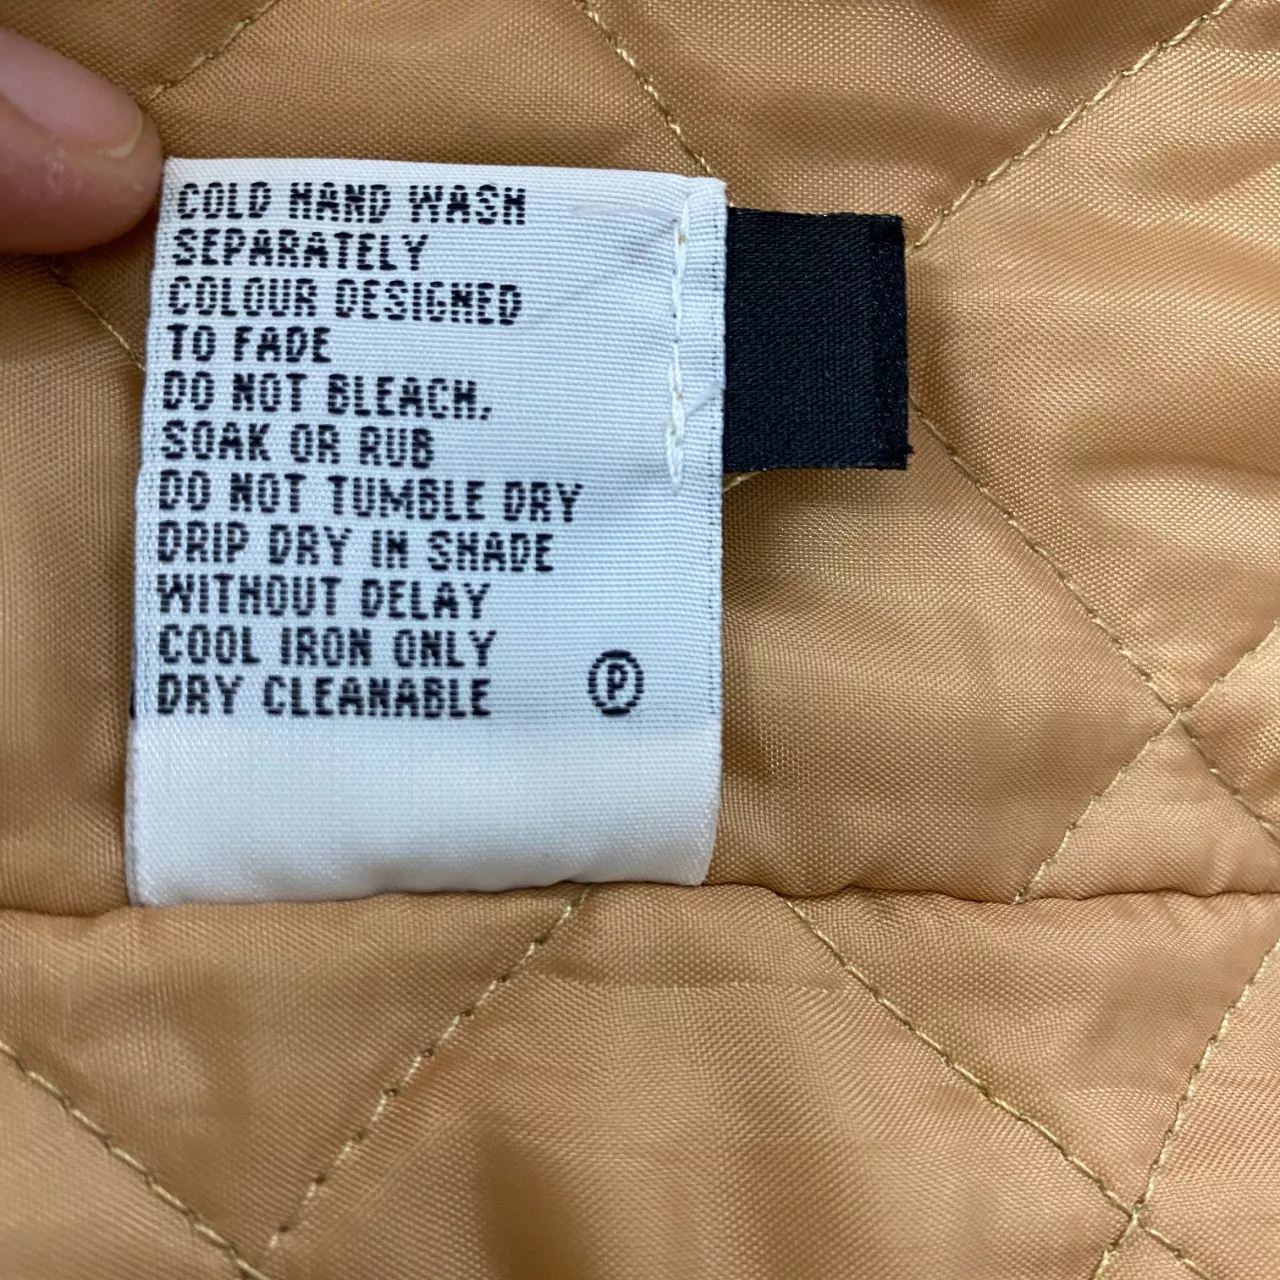 COLD HAND WASH
SEPARATELY
COLOUR DESIGNED
TO FADE
DO NOT BLEACH,
SOAK OR RUB
DO NOT TUMBLE DRY
DRIP DRY IN SHADE
WITHOUT DELAY
COOL IRON ONLY
DRY CLEANABLE Ⓟ